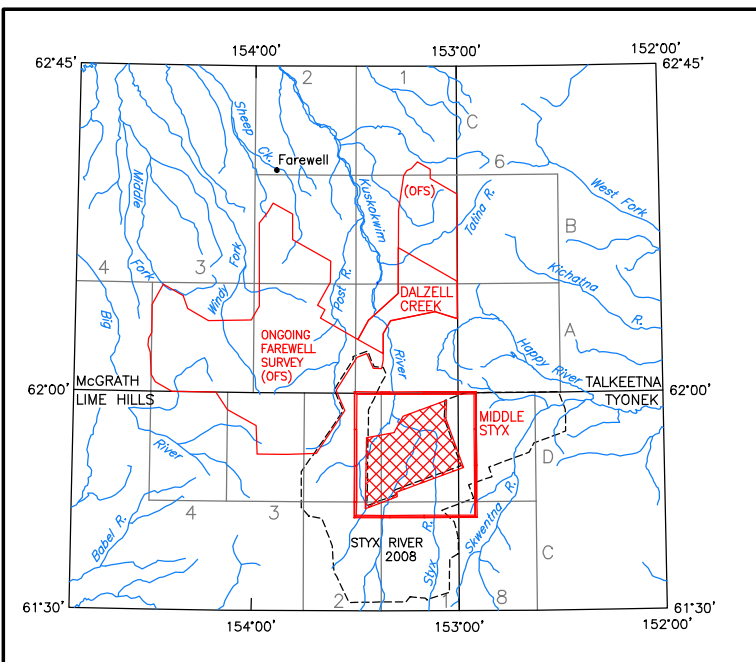 154°00'
153°00'
152°00'
62°45'
62°45'
2
1
C
Sheep
Ck.
Farewell
6
(OFS)
Kuskokwim
Tatina R.
West Fork
Middle
Fork
B
4
3
Windy
Fork
Post R.
Kichatna
R.
Big
DALZELL
CREEK
A
ONGOING
FAREWELL
SURVEY
(OFS)
River
Happy River
62°00'
McGRATH
LIME HILLS
TALKEETNA
TYONEK
62°00'
MIDDLE
STYX
River
D
4
3
Babel R.
STYX RIVER
2008
Styx
R.
Skwentna R.
C
61°30'
2
1
8
61°30'
154°00'
153°00'
152°00'